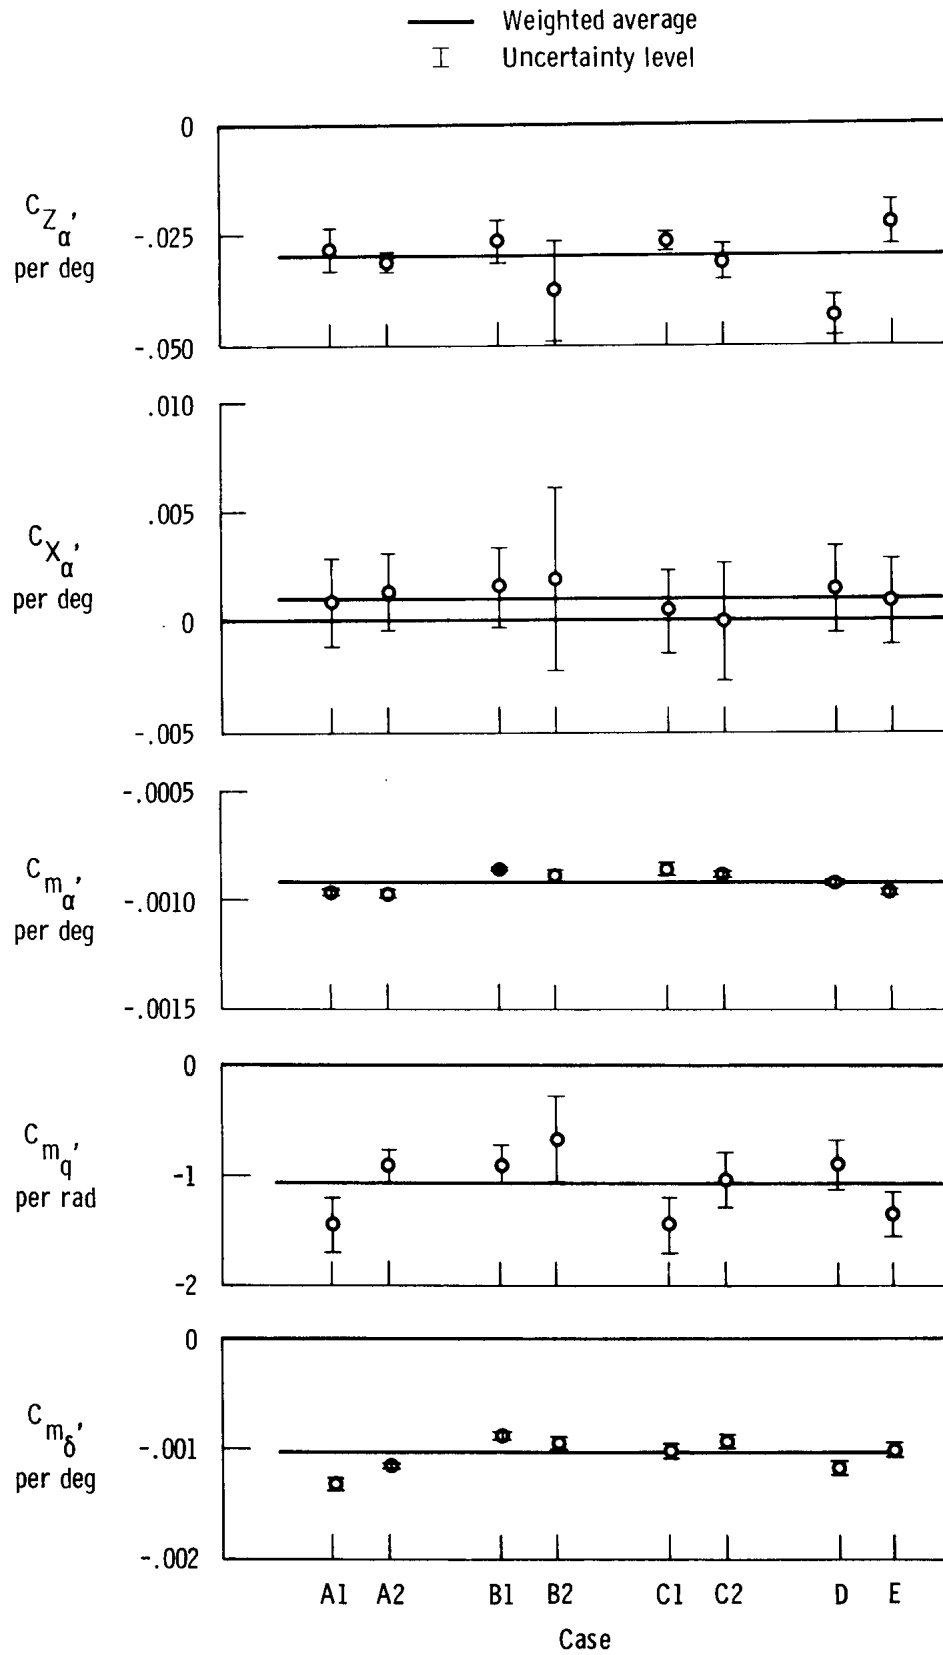 Weighted average
Uncertainty level
0
C_Zα,
per deg
-.025
-.050
.010
.005
C_Xα,
per deg
0
-.005
-.0005
C_mα,
per deg
-.0010
-.0015
0
C_mq,
per rad
-1
-2
0
C_mδ,
per deg
-.001
-.002
A1 A2 B1 B2 C1 C2 D E
Case